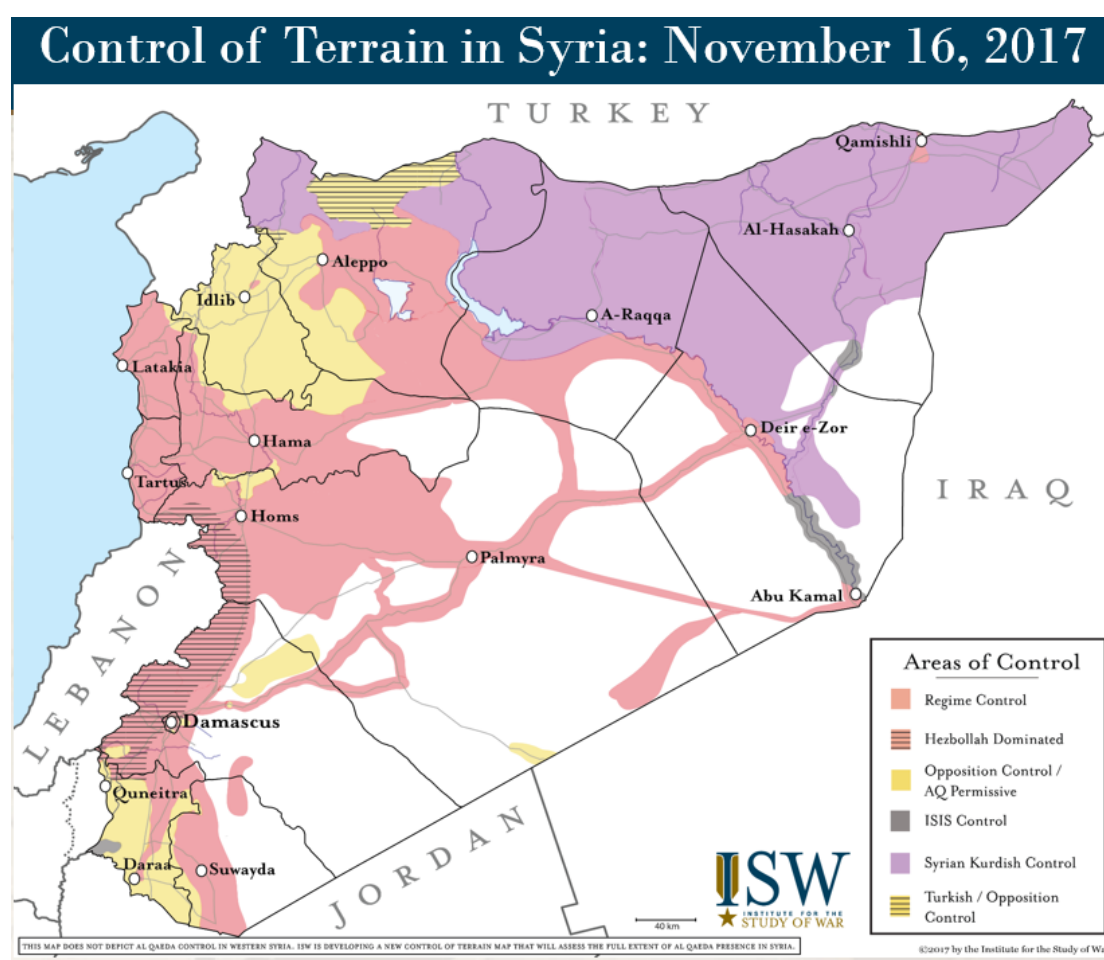 Control of Terrain in Syria: November 16, 2017
TURKEY
Qamishli
Al-Hasakah
Aleppo
Idlib
A-Raqqa
Latakia
Deir e-Zor
Hama
Tartus
IRAQ
Homs
Palmyra
Abu Kamal
LEBANON
Damascus
Quneitra
Daraa
Suwayda
JORDAN
Areas of Control
Regime Control
Hezbollah Dominated
Opposition Control /
AQ Permissive
ISIS Control
Syrian Kurdish Control
Turkish / Opposition
Control
ISW
INSTITUTE FOR THE
STUDY OF WAR
40 km
THIS MAP DOES NOT DEPICT AL QAEDA CONTROL IN WESTERN SYRIA. ISW IS DEVELOPING A NEW CONTROL OF TERRAIN MAP THAT WILL ASSESS THE FULL EXTENT OF AL QAEDA PRESENCE IN SYRIA.
©2017 by the Institute for the Study of Wa